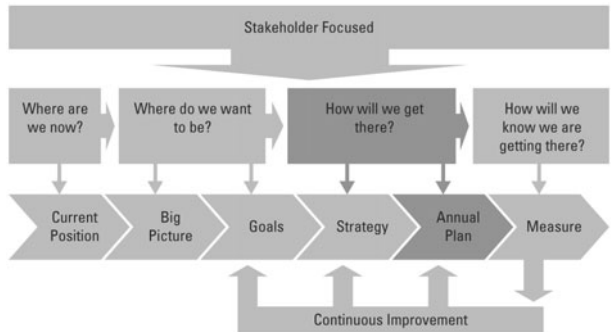 Stakeholder Focused
Where are
we now?
Where do we want
to be?
How will we get
there?
How will we
know we are
getting there?
Current
Position
Big
Picture
Goals
Strategy
Annual
Plan
Measure
Continuous Improvement